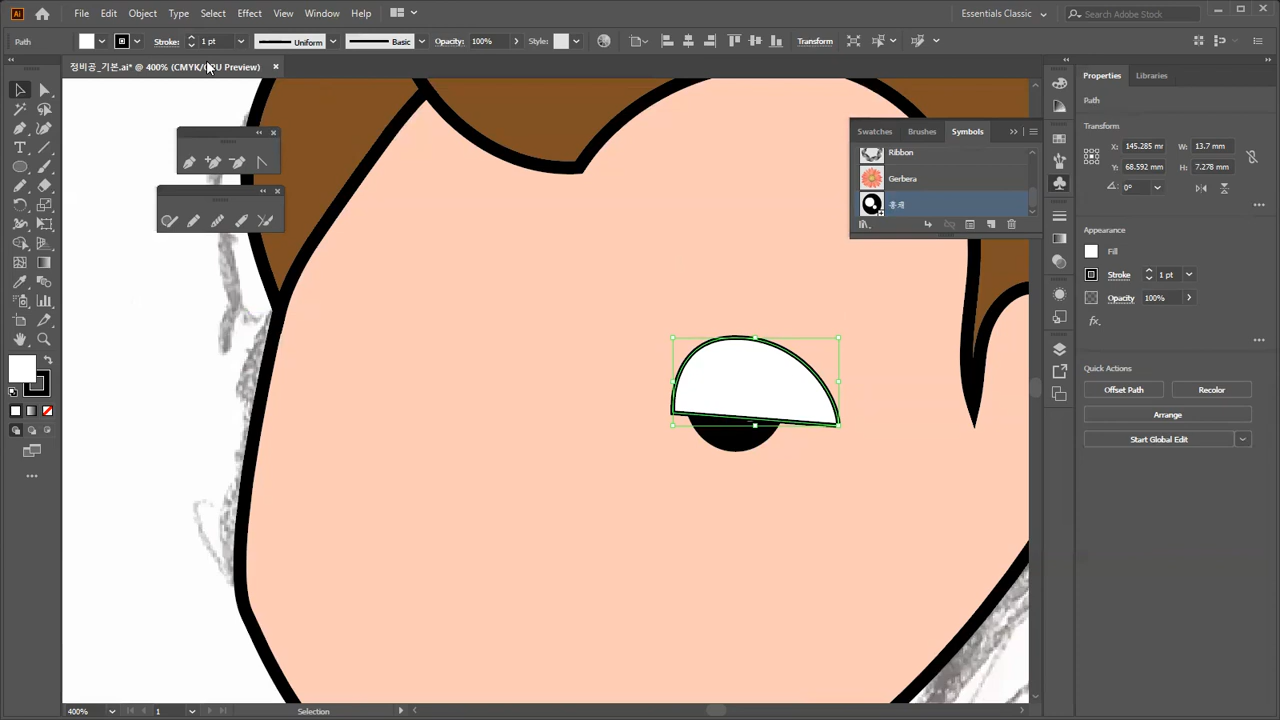 Ai File Edit Object Type Select Effect View Window Help Essentials Classic Search Adobe Stock
Path Stroke: 1 pt Uniform Basic Opacity: 100% Style: Transform
정비공_기본.ai* @ 400% (CMYK/GPU Preview)
Properties Libraries
Path
Swatches Brushes Symbols
Ribbon
Gerbera
Transform
X: 145.285 mm W: 13.7 mm
Y: 68.592 mm H: 7.278 mm
0°
Appearance
Fill
Stroke 1 pt
Opacity 100%
fx.
Quick Actions
Offset Path Recolor
Arrange
Start Global Edit
400% 1 Selection